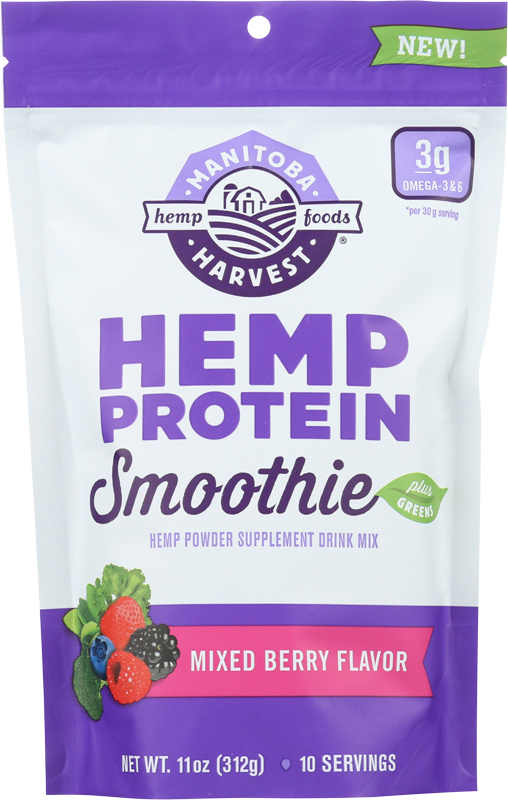 NEW!
3g
OMEGA-3 & 6
*per 30 g serving
·MANITOBA·
hemp foods
·HARVEST·
®
HEMP
PROTEIN
Smoothie
plus
GREENS
HEMP POWDER SUPPLEMENT DRINK MIX
MIXED BERRY FLAVOR
NET WT. 11oz (312g) 10 SERVINGS